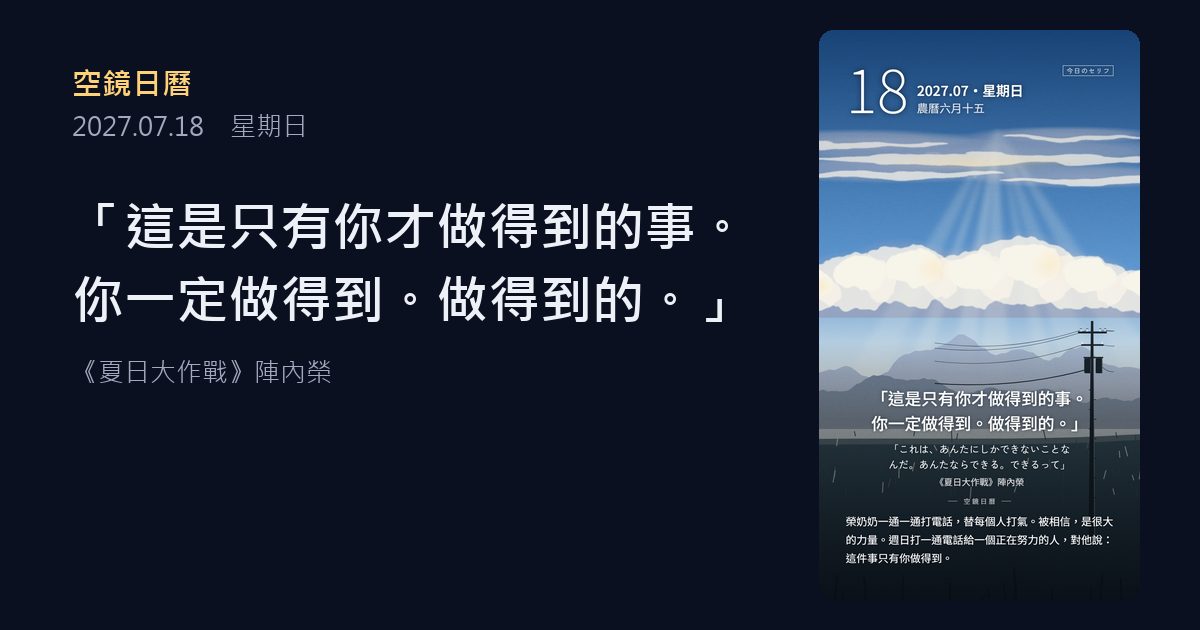 空鏡日曆
2027.07.18 星期日
「這是只有你才做得到的事。
你一定做得到。做得到的。」
《夏日大作戰》陣內榮
18
2027.07・星期日
農曆六月十五
今日のセリフ
「這是只有你才做得到的事。
你一定做得到。做得到的。」
「これは、あんたにしかできないことな
んだ。あんたならできる。できるって」
《夏日大作戰》陣內榮
空鏡日曆
榮奶奶一通一通打電話，替每個人打氣。被相信，是很大
的力量。週日打一通電話給一個正在努力的人，對他說：
這件事只有你做得到。